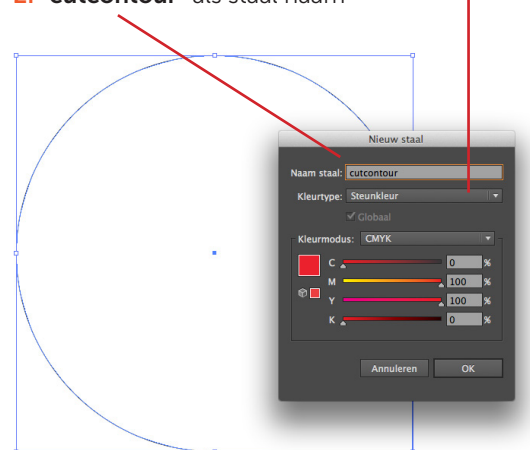 2. "cutcontour" als staal naam
Nieuw staal
Naam staal: cutcontour
Kleurtype: Steunkleur
Globaal
Kleurmodus: CMYK
C 0 %
M 100 %
Y 100 %
K 0 %
Annuleren OK